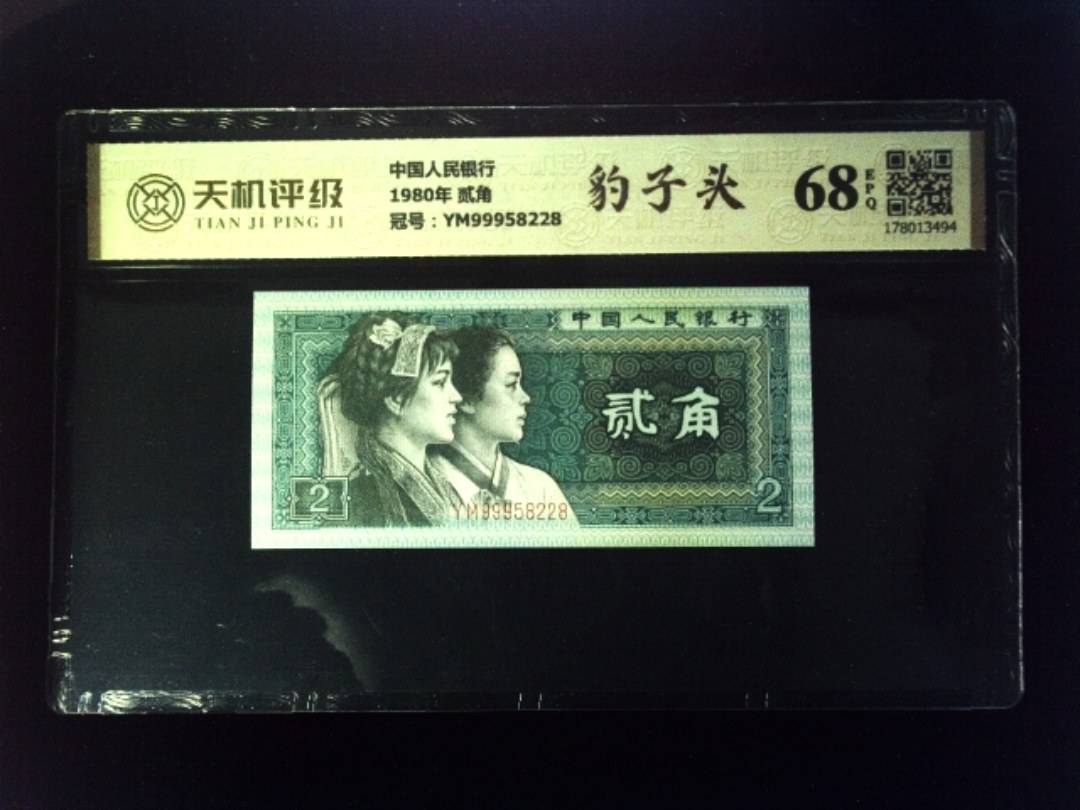 天机评级
TIAN JI PING JI
中国人民银行
1980年 贰角
冠号：YM99958228
豹子头
68
EPQ
178013494
中国人民银行
贰角
2
2
YM99958228